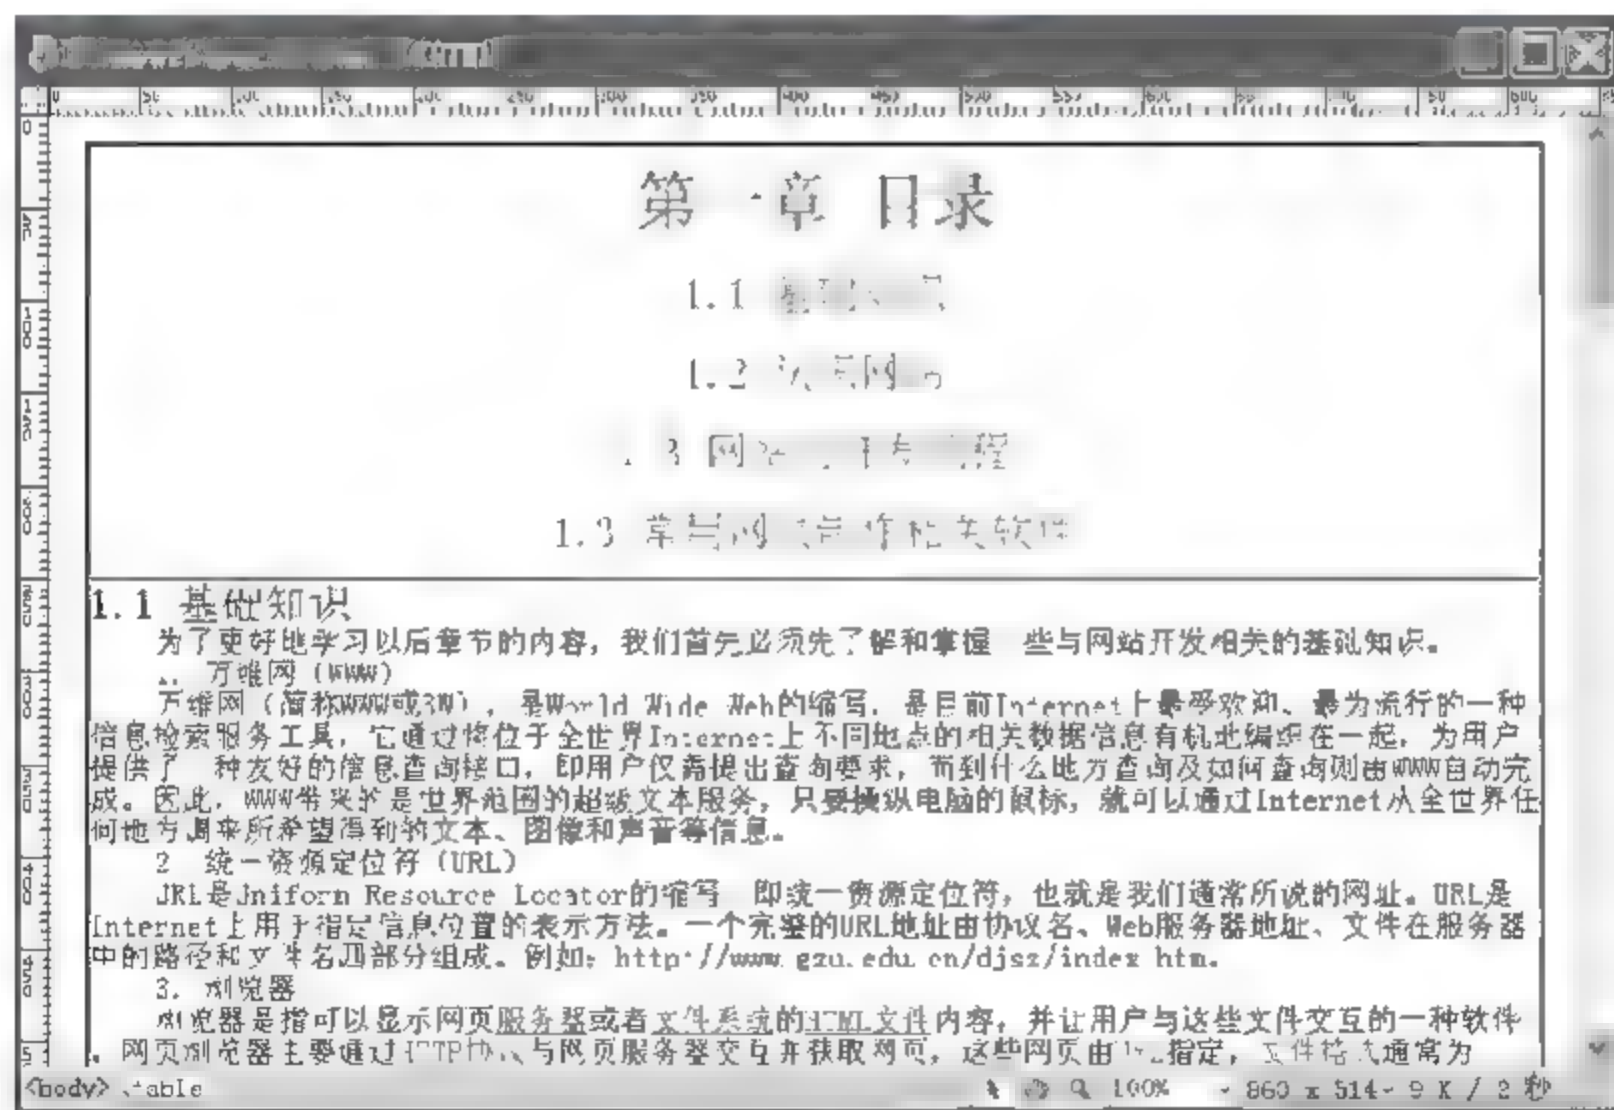 第一章 目录
1.1
1.2
3 网
1.3 常与网 作相关软件
1.1 基础知识
为了更好地学习以后章节的内容，我们首先必须先了解和掌握 些与网站开发相关的基础知识。
万维网（WWW）
万维网（简称WWW或3W），是World Wide Web的缩写，是目前Internet上最受欢迎、最为流行的一种
信息检索服务工具，它通过将位于全世界Internet上不同地点的相关数据信息有机地编织在一起，为用户
提供了 种友好的信息查询接口，即用户仅需提出查询要求，而到什么地方查询及如何查询则由WWW自动完
成。因此，WWW带来的是世界范围的超级文本服务，只要操纵电脑的鼠标，就可以通过Internet从全世界任
何地方调来所希望得到的文本、图像和声音等信息。
2 统一资源定位符（URL）
URL是Uniform Resource Locator的缩写 即统一资源定位符，也就是我们通常所说的网址。URL是
Internet上用于指定信息位置的表示方法。一个完整的URL地址由协议名、Web服务器地址、文件在服务器
中的路径和文件名四部分组成。例如：http://www.gzu.edu.cn/djsz/index htm。
3. 浏览器
浏览器是指可以显示网页服务器或者文件系统的HTML文件内容，并让用户与这些文件交互的一种软件
。网页浏览器主要通过HTTP协议与网页服务器交互并获取网页，这些网页由 指定，文件格式通常为
<body> <table 100% 860 x 514 9 K / 2 秒